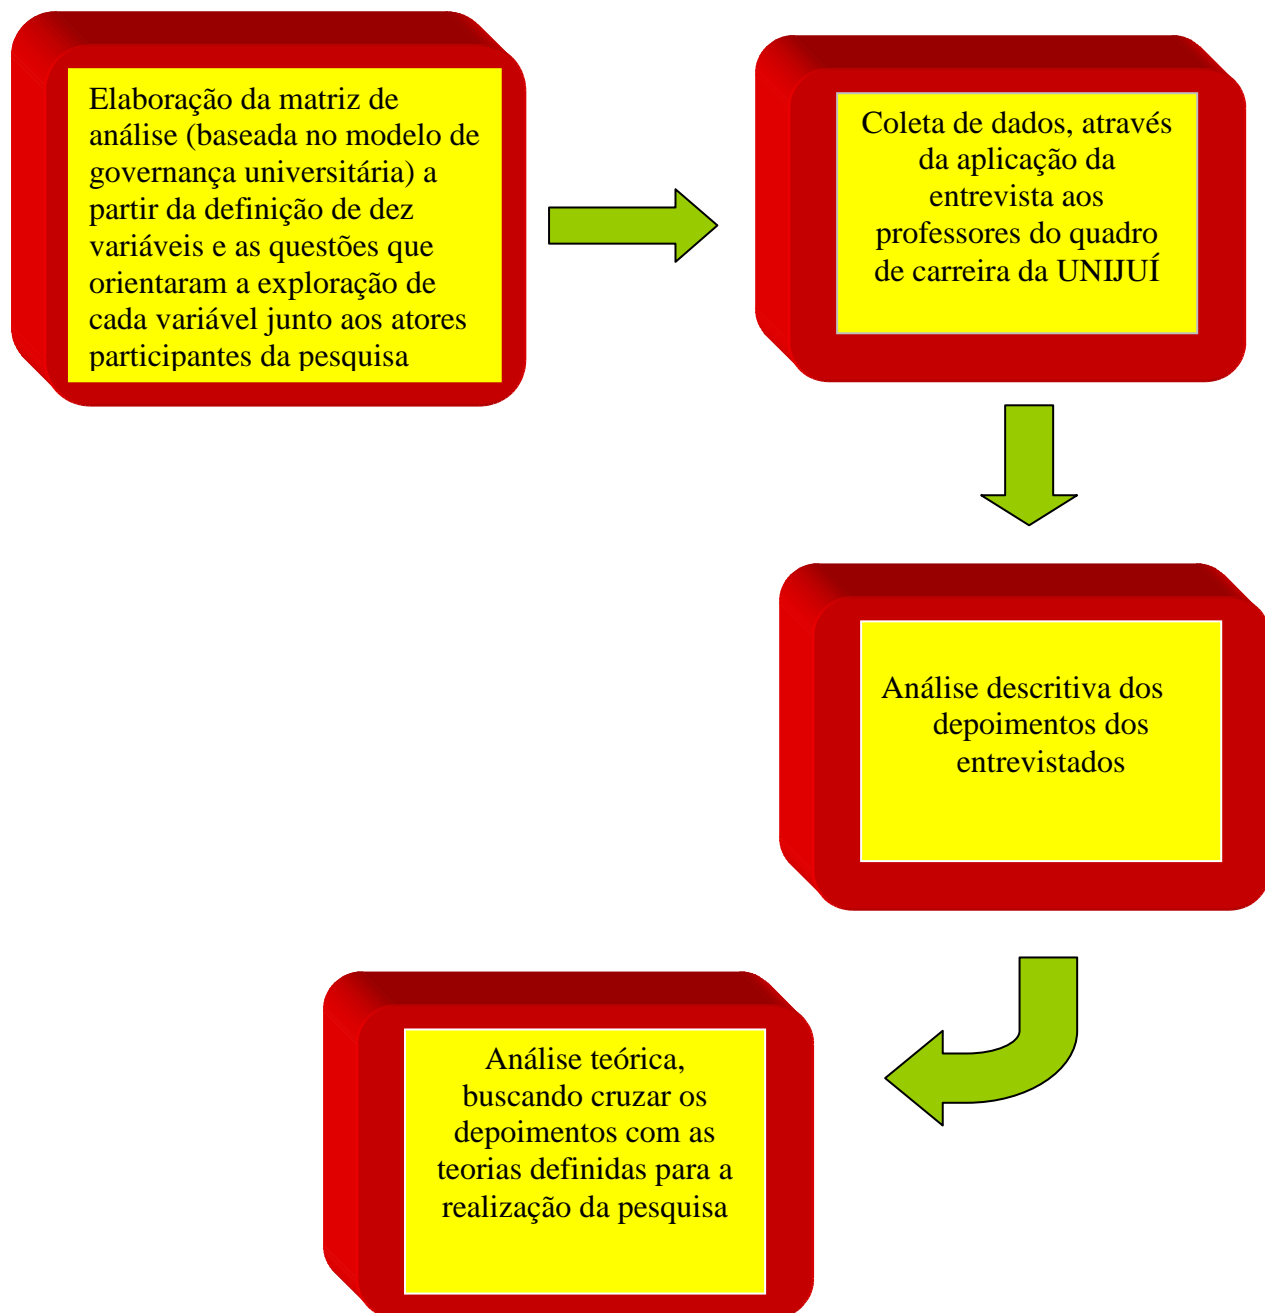 Elaboração da matriz de
análise (baseada no modelo de
governança universitária) a
partir da definição de dez
variáveis e as questões que
orientaram a exploração de
cada variável junto aos atores
participantes da pesquisa
Coleta de dados, através
da aplicação da
entrevista aos
professores do quadro
de carreira da UNIJUÍ
Análise descritiva dos
depoimentos dos
entrevistados
Análise teórica,
buscando cruzar os
depoimentos com as
teorias definidas para a
realização da pesquisa